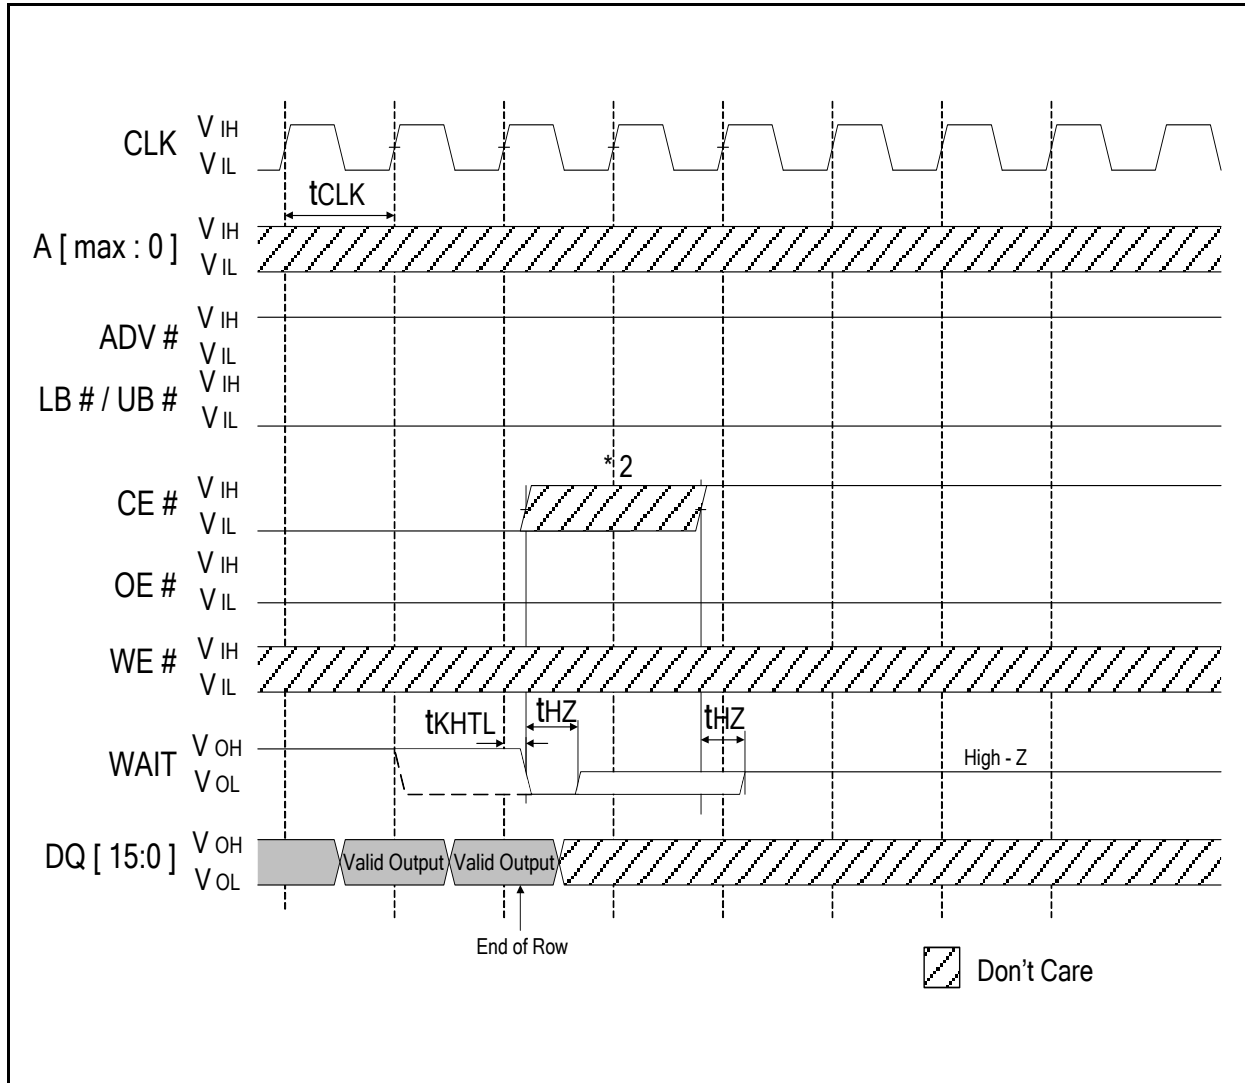 CLK V IH
V IL
tCLK
A [ max : 0 ] V IH
V IL
ADV # V IH
V IL
LB # / UB # V IH
V IL
* 2
CE # V IH
V IL
OE # V IH
V IL
WE # V IH
V IL
tKHTL tHZ tHZ
WAIT V OH
V OL
High - Z
DQ [ 15:0 ] V OH
V OL
Valid Output Valid Output
End of Row
Don't Care